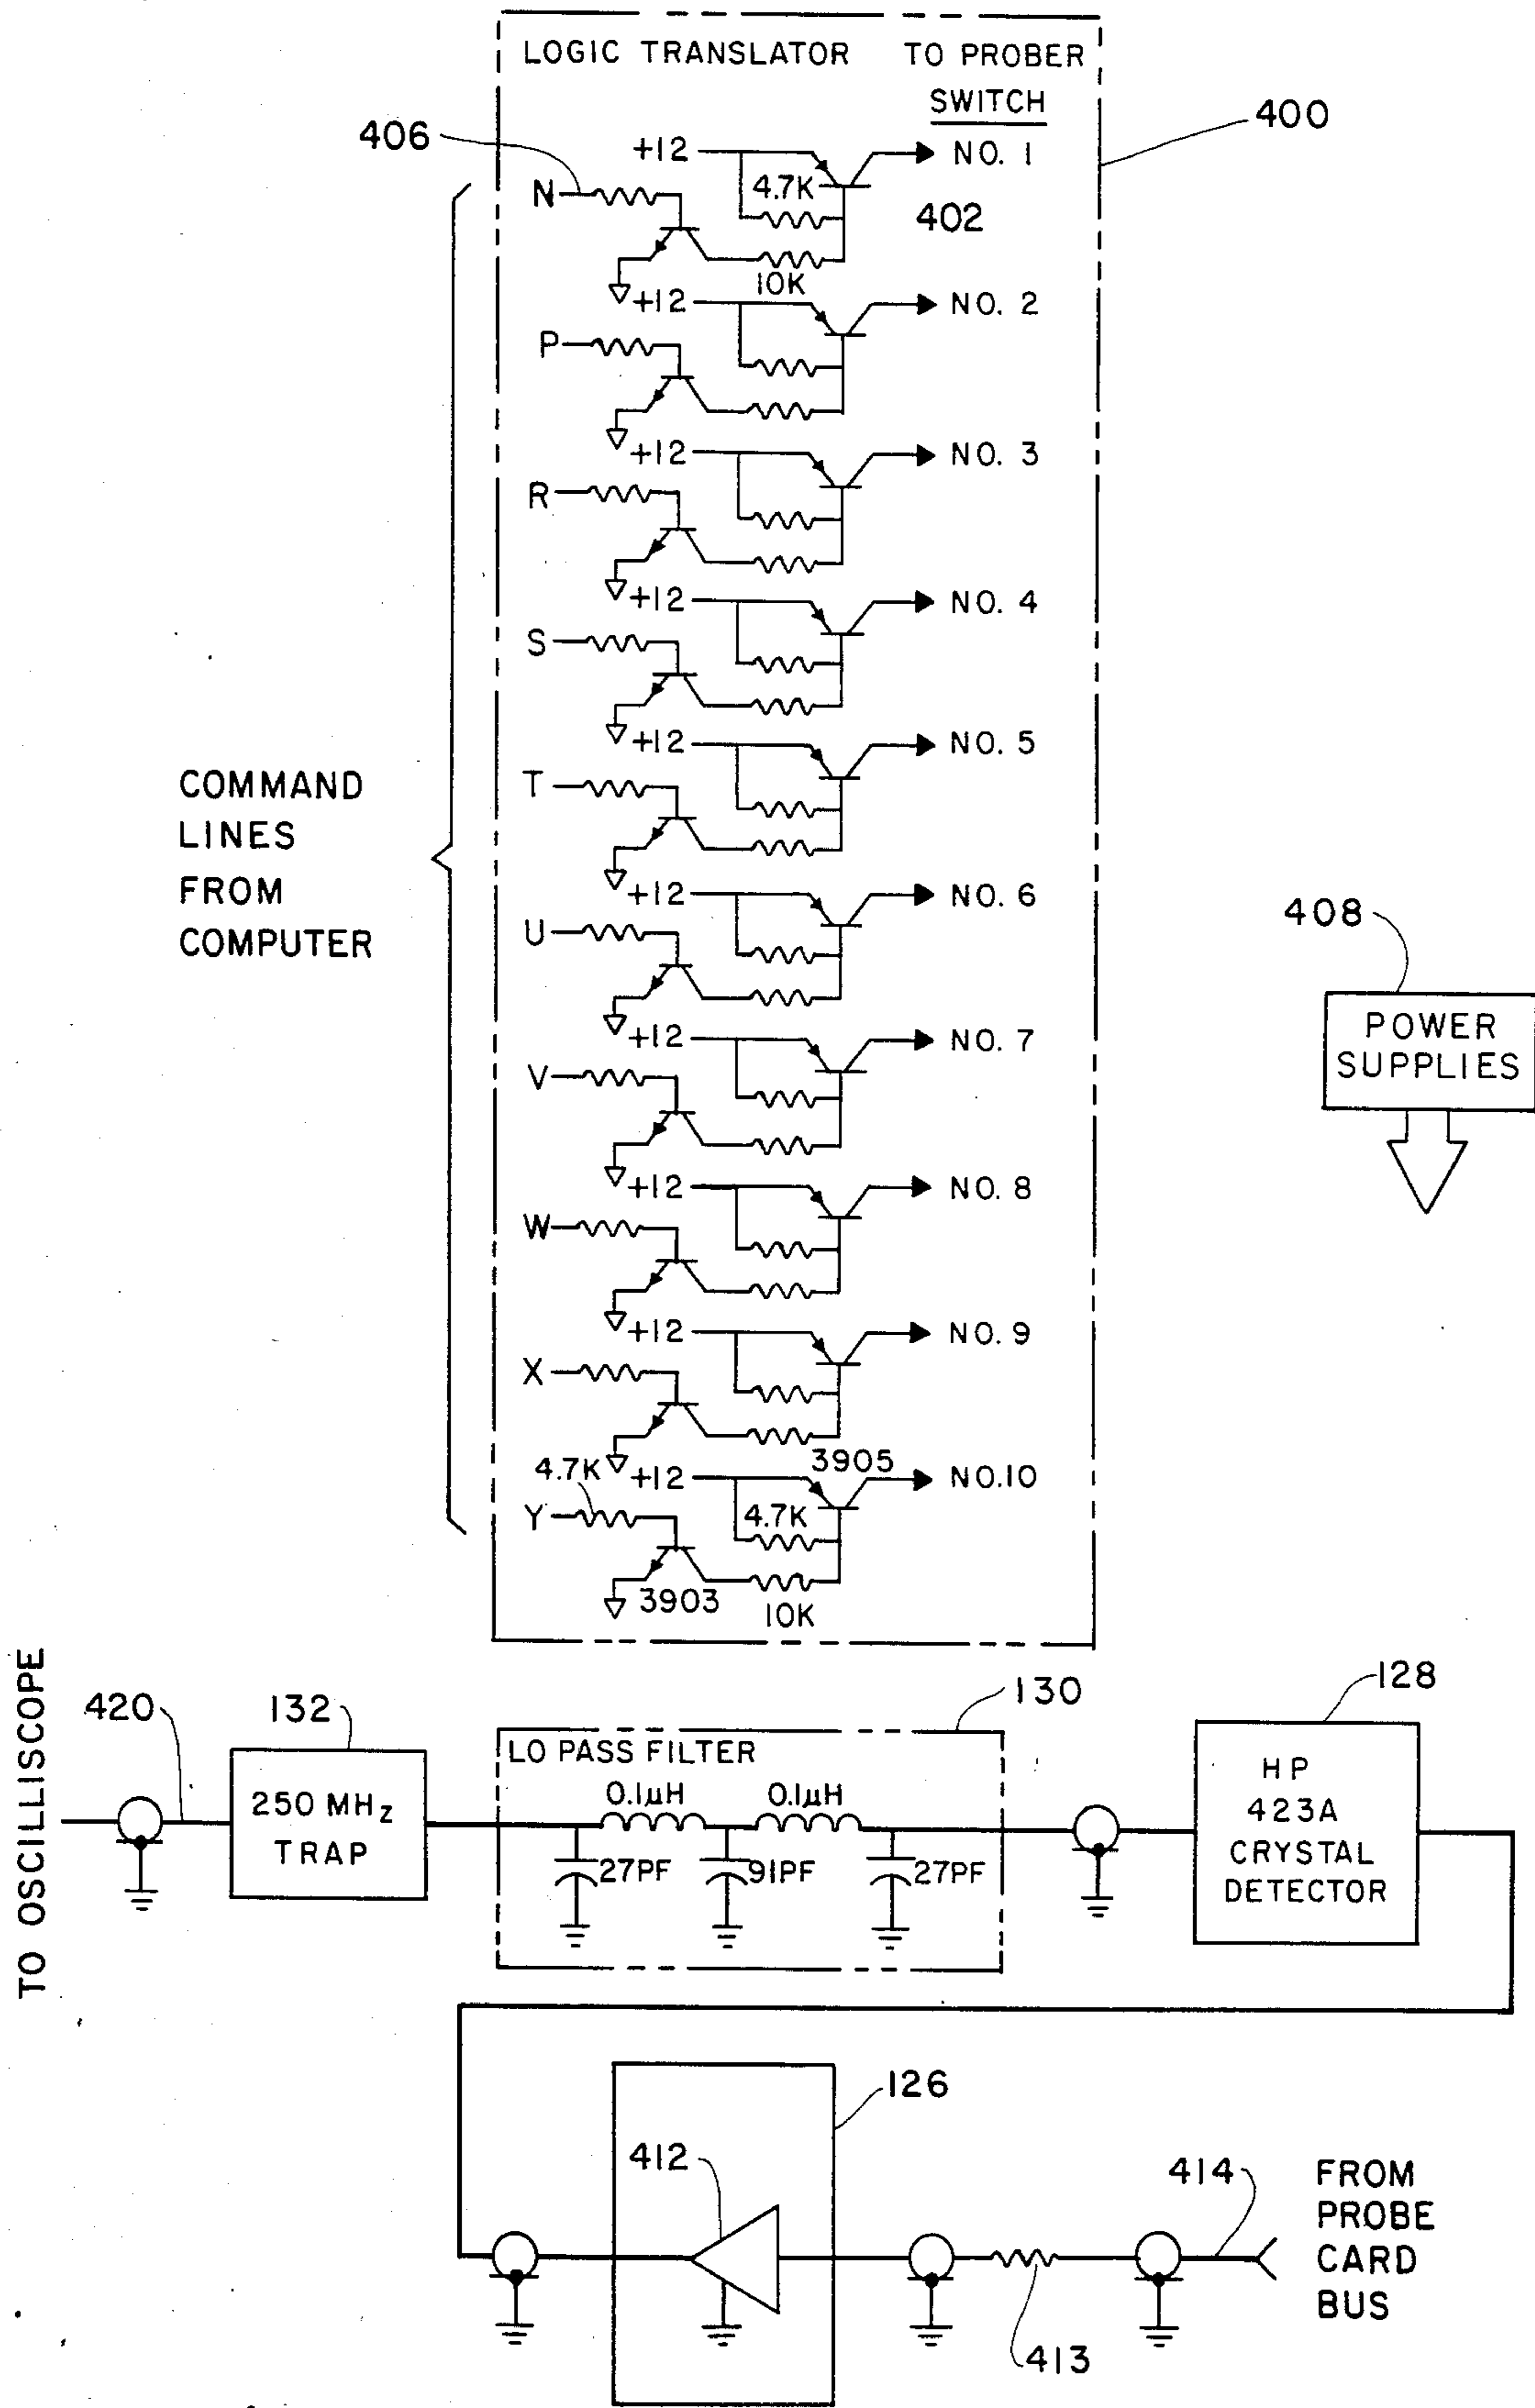 LOGIC TRANSLATOR TO PROBER
SWITCH
400
406
+12 NO. 1
4.7K
N
402
10K
+12 NO. 2
P
+12 NO. 3
R
+12 NO. 4
S
+12 NO. 5
T
+12 NO. 6
U
+12 NO. 7
V
+12 NO. 8
W
+12 NO. 9
X
3905
4.7K +12 NO. 10
Y 4.7K
3903
10K
COMMAND
LINES
FROM
COMPUTER
408
POWER
SUPPLIES
TO OSCILLISCOPE
420
132
250 MHz
TRAP
130
LO PASS FILTER
0.1µH 0.1µH
27PF 91PF 27PF
128
HP
423A
CRYSTAL
DETECTOR
126
412
413
414
FROM
PROBE
CARD
BUS